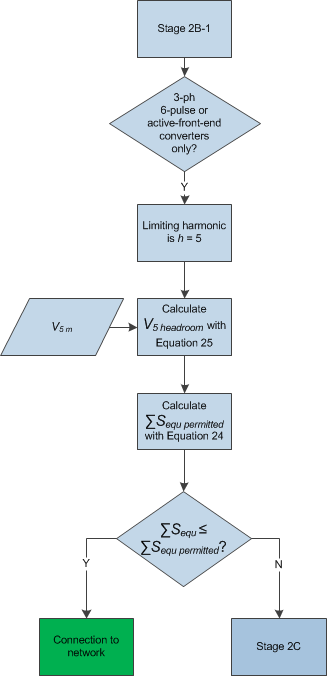 Stage 2B-1
3-ph
6-pulse or
active-front-end
converters
only?
Y
Limiting harmonic
is h = 5
V5 m
Calculate
V5 headroom with
Equation 25
Calculate
∑Sequ permitted
with Equation 24
∑Sequ ≤
∑Sequ permitted?
Y
N
Connection to
network
Stage 2C